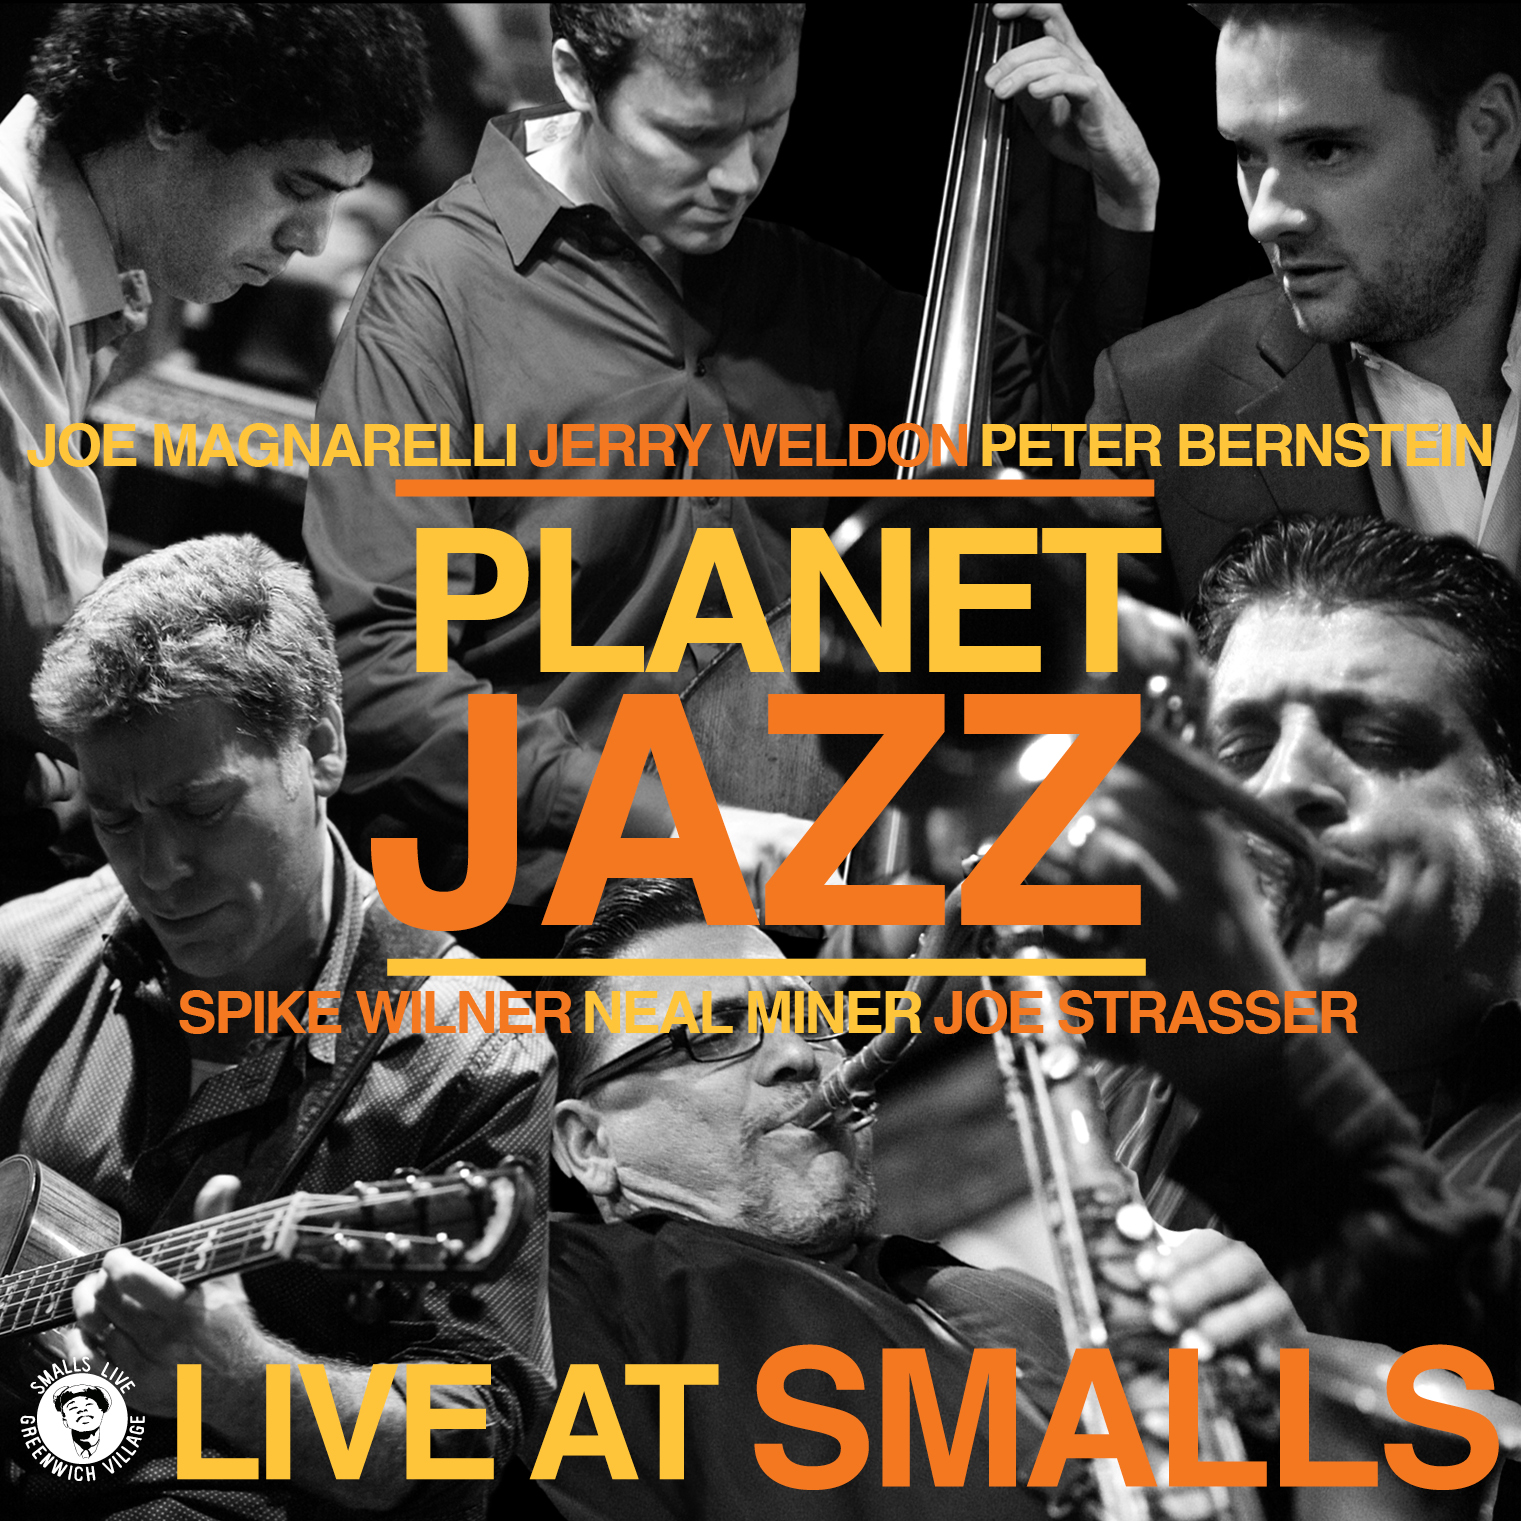 JOE MAGNARELLI JERRY WELDON PETER BERNSTEIN
PLANET
JAZZ
SPIKE WILNER NEAL MINER JOE STRASSER
SMALLS LIVE
GREENWICH VILLAGE
LIVE AT SMALLS